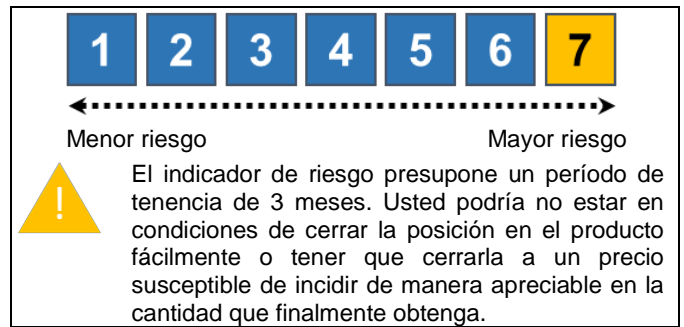 1 2 3 4 5 6 7
Menor riesgo Mayor riesgo
!
El indicador de riesgo presupone un período de
tenencia de 3 meses. Usted podría no estar en
condiciones de cerrar la posición en el producto
fácilmente o tener que cerrarla a un precio
susceptible de incidir de manera apreciable en la
cantidad que finalmente obtenga.